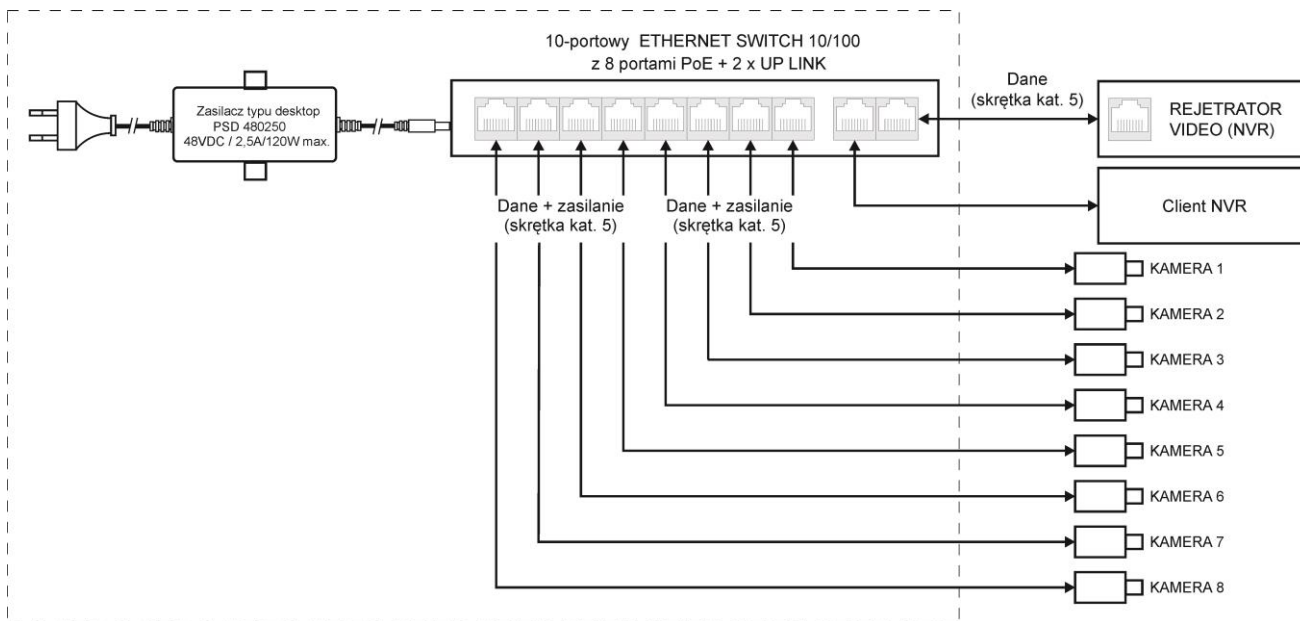 10-portowy ETHERNET SWITCH 10/100
z 8 portami PoE + 2 x UP LINK
Zasilacz typu desktop
PSD 480250
48VDC / 2,5A/120W max.
Dane
(skrętka kat. 5)
REJETRATOR
VIDEO (NVR)
Client NVR
Dane + zasilanie
(skrętka kat. 5)
Dane + zasilanie
(skrętka kat. 5)
KAMERA 1
KAMERA 2
KAMERA 3
KAMERA 4
KAMERA 5
KAMERA 6
KAMERA 7
KAMERA 8